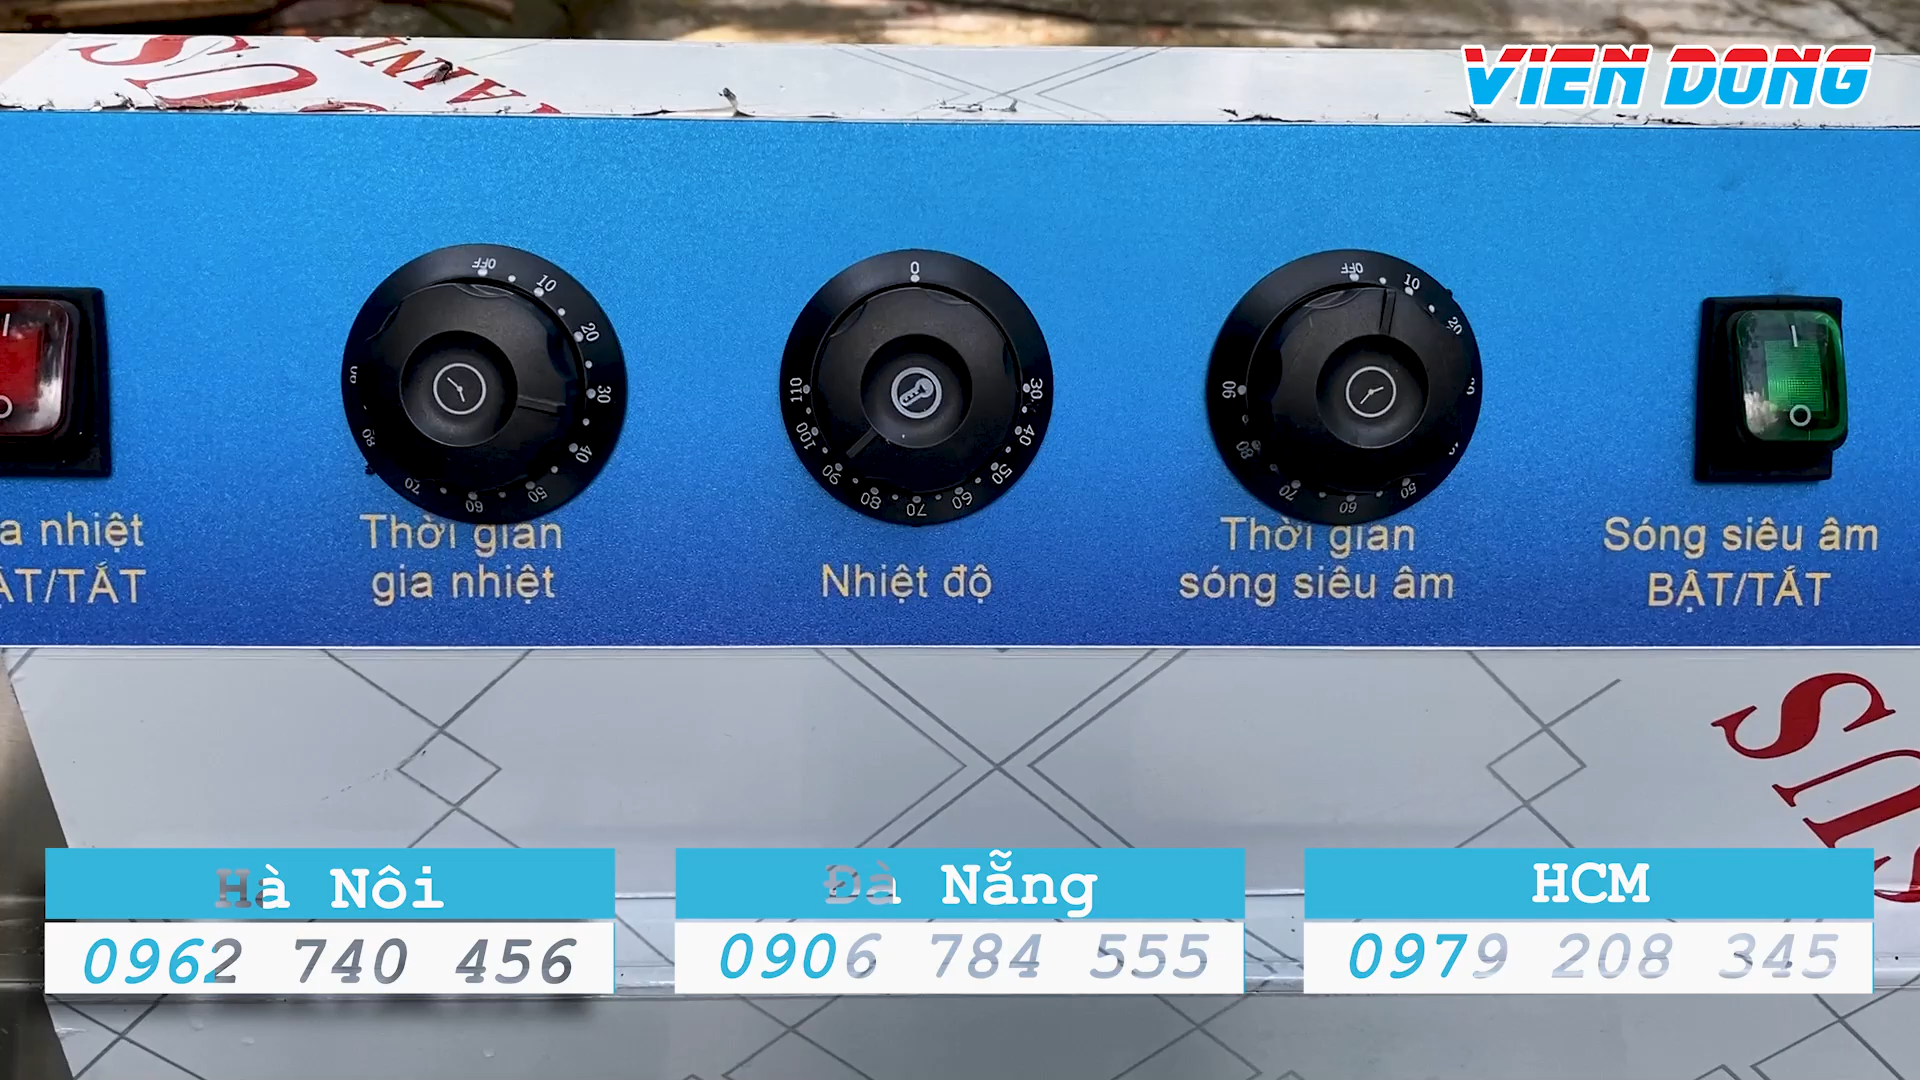 VIEN DONG
OFF 10 20 30 40 50 60 70 80 90
0 30 40 50 60 70 80 90 100 110
OFF 10 20 50 60 70 80 90
a nhiệt
ẬT/TẮT
Thời gian
gia nhiệt
Nhiệt độ
Thời gian
sóng siêu âm
Sóng siêu âm
BẬT/TẮT
Hà Nôi
0962 740 456
Đà Nẵng
0906 784 555
HCM
0979 208 345